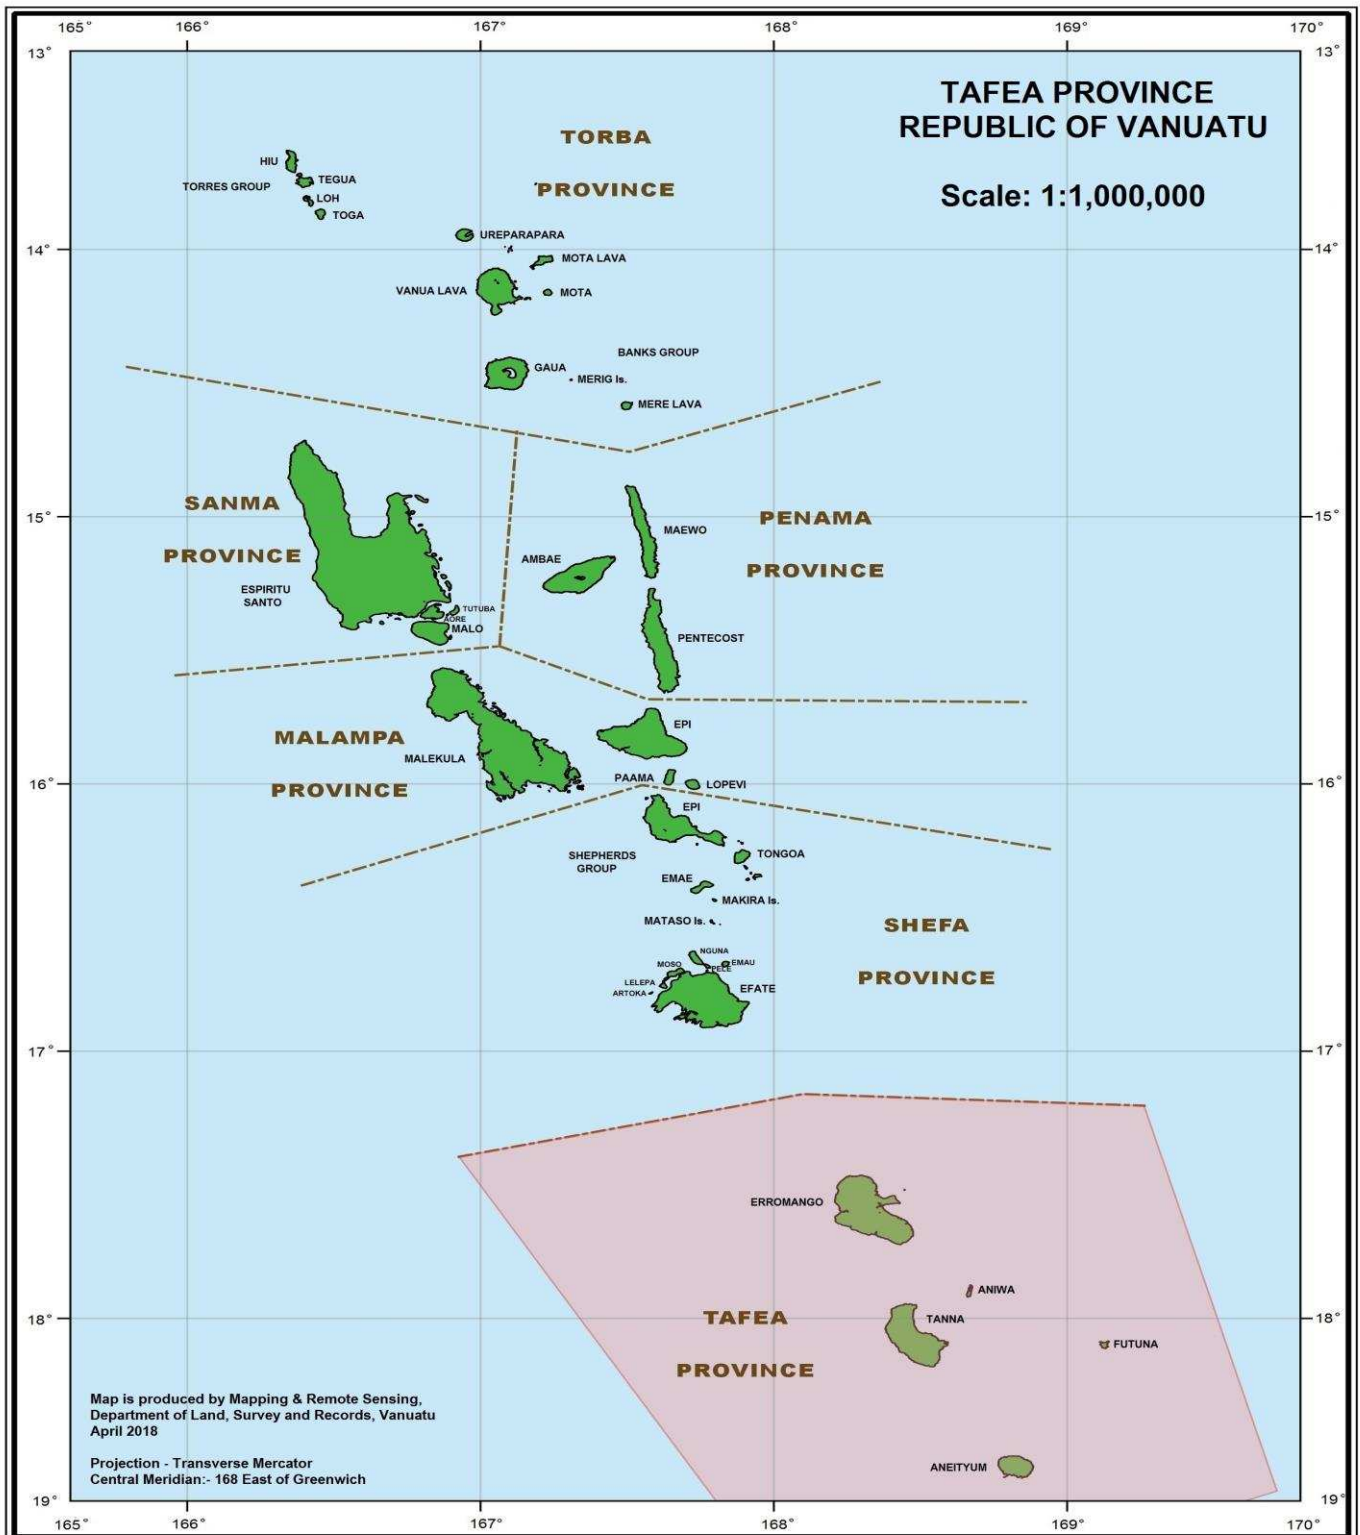 165° 166° 167° 168° 169° 170°
13° 13°
TAFEA PROVINCE
REPUBLIC OF VANUATU
Scale: 1:1,000,000
TORBA
PROVINCE
HIU
TEGUA
TORRES GROUP
LOH
TOGA
UREPARAPARA
14° 14°
MOTA LAVA
VANUA LAVA
MOTA
BANKS GROUP
GAUA
MERIG Is.
MERE LAVA
SANMA
PROVINCE
PENAMA
PROVINCE
15° 15°
MAEWO
AMBAE
ESPIRITU
SANTO
TUTUBA
AORE
MALO
PENTECOST
MALAMPA
PROVINCE
EPI
MALEKULA
PAAMA
LOPEVI
16° 16°
EPI
SHEPHERDS
GROUP
TONGOA
EMAE
MAKIRA Is.
MATASO Is.
SHEFA
PROVINCE
NGUNA
MOSO
EMAU
PELE
LELEPA
ARTOKA
EFATE
17° 17°
ERROMANGO
ANIWA
TAFEA
PROVINCE
TANNA
18° 18°
FUTUNA
ANEITYUM
Map is produced by Mapping & Remote Sensing,
Department of Land, Survey and Records, Vanuatu
April 2018
Projection - Transverse Mercator
Central Meridian:- 168 East of Greenwich
19° 19°
165° 166° 167° 168° 169° 170°